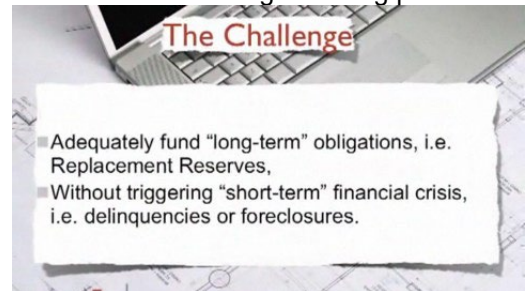 The Challenge
Adequately fund “long-term” obligations, i.e.
Replacement Reserves,
Without triggering “short-term” financial crisis,
i.e. delinquencies or foreclosures.